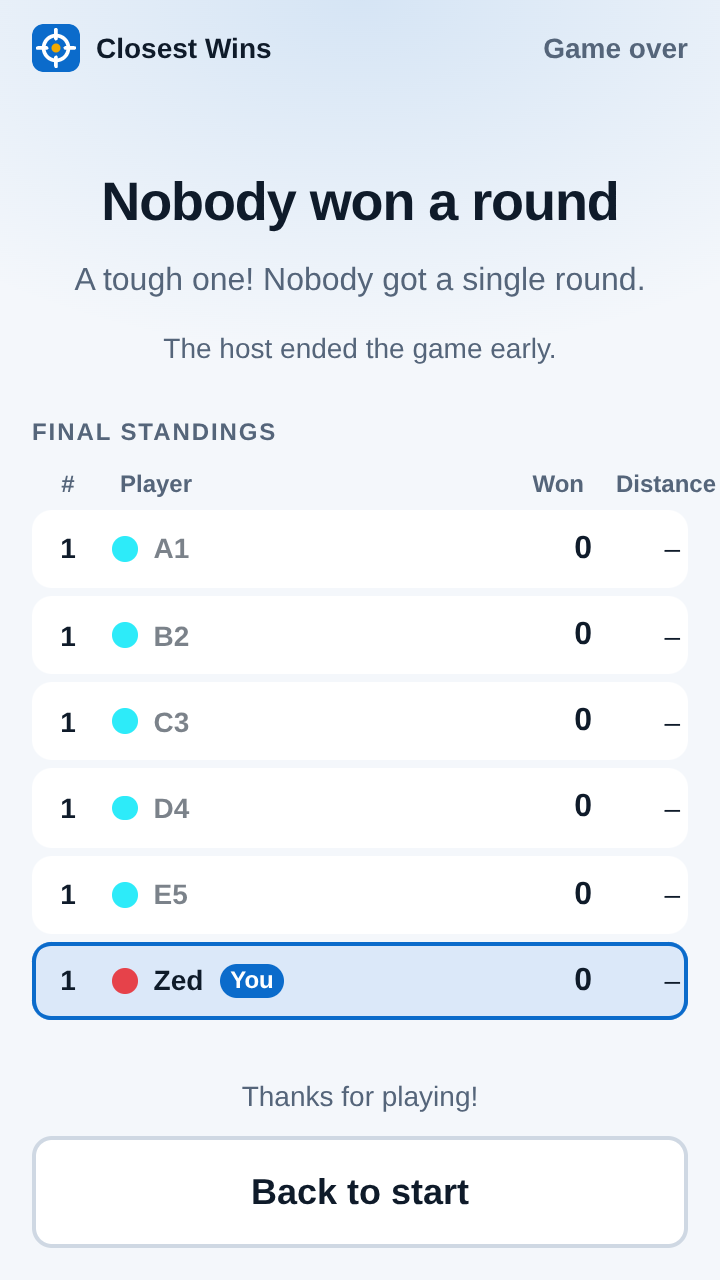 Closest Wins Game over
Nobody won a round
A tough one! Nobody got a single round.
The host ended the game early.
FINAL STANDINGS
# Player Won Distance
1 A1 0 –
1 B2 0 –
1 C3 0 –
1 D4 0 –
1 E5 0 –
1 Zed You 0 –
Thanks for playing!
Back to start